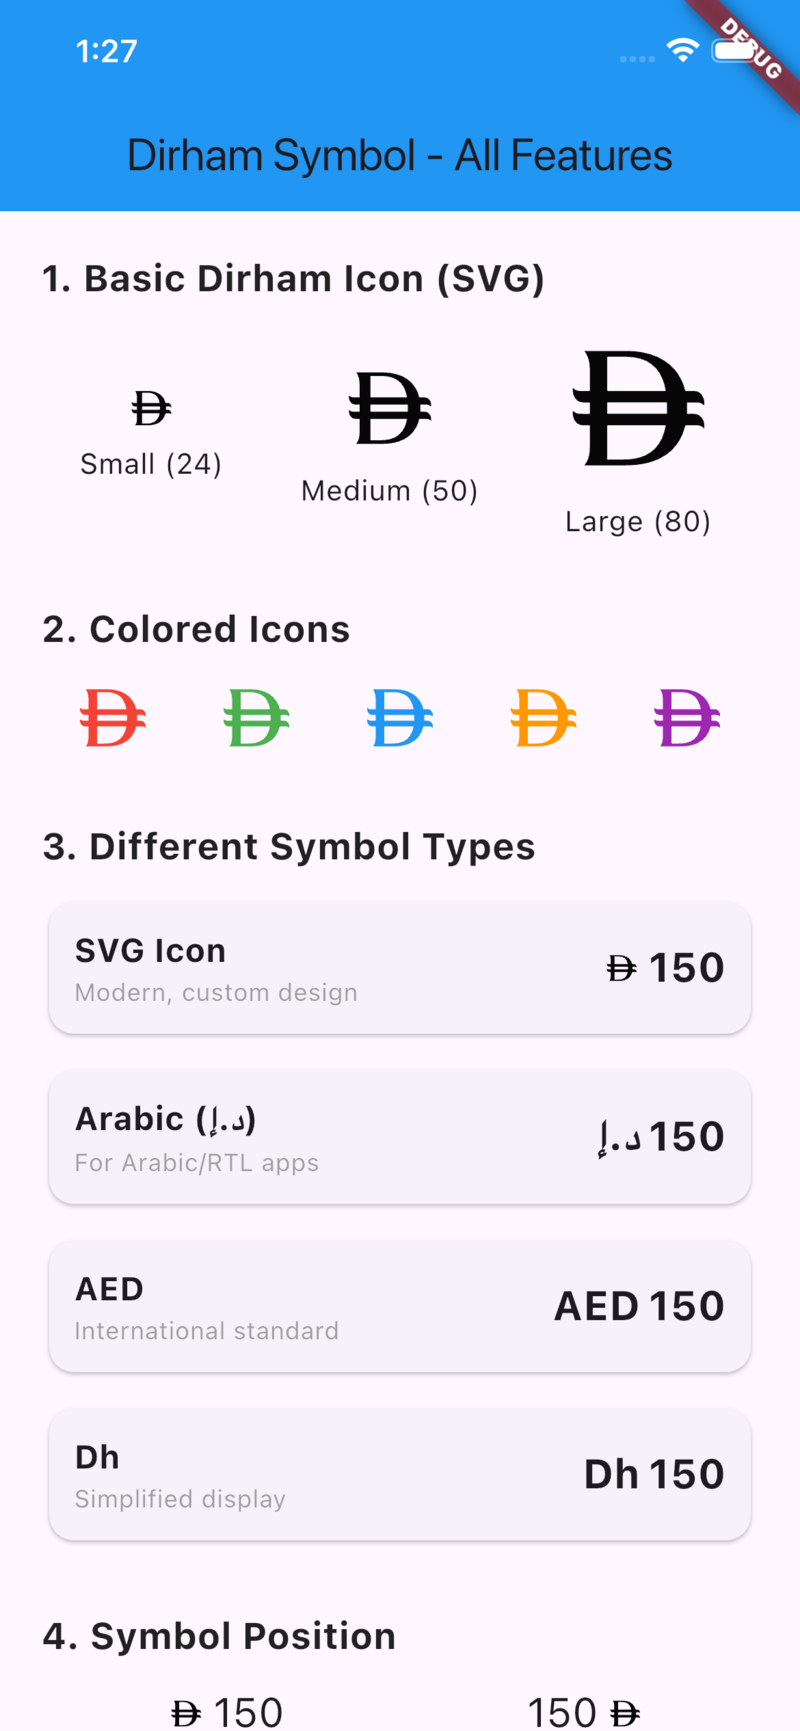 1:27
DEBUG
Dirham Symbol - All Features
1. Basic Dirham Icon (SVG)
Small (24)
Medium (50)
Large (80)
2. Colored Icons
3. Different Symbol Types
SVG Icon
Modern, custom design
150
Arabic (د.إ)
For Arabic/RTL apps
د.إ 150
AED
International standard
AED 150
Dh
Simplified display
Dh 150
4. Symbol Position
150
150